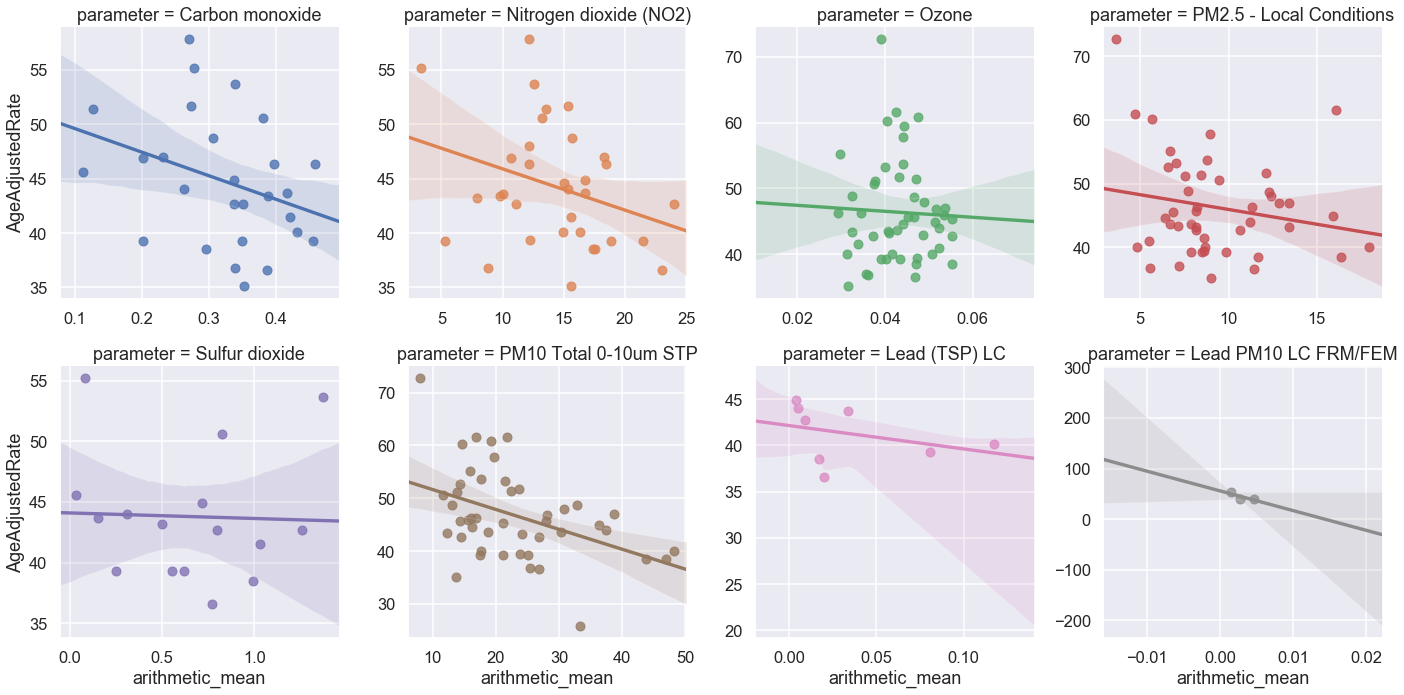 parameter = Carbon monoxide
parameter = Nitrogen dioxide (NO2)
parameter = Ozone
parameter = PM2.5 - Local Conditions
AgeAdjustedRate
55
50
45
40
35
0.1 0.2 0.3 0.4
55
50
45
40
35
5 10 15 20 25
70
60
50
40
0.02 0.04 0.06
70
60
50
40
5 10 15
parameter = Sulfur dioxide
parameter = PM10 Total 0-10um STP
parameter = Lead (TSP) LC
parameter = Lead PM10 LC FRM/FEM
AgeAdjustedRate
55
50
45
40
35
0.0 0.5 1.0
arithmetic_mean
70
60
50
40
30
10 20 30 40 50
arithmetic_mean
45
40
35
30
25
20
0.00 0.05 0.10
arithmetic_mean
300
200
100
0
−100
−200
−0.01 0.00 0.01 0.02
arithmetic_mean